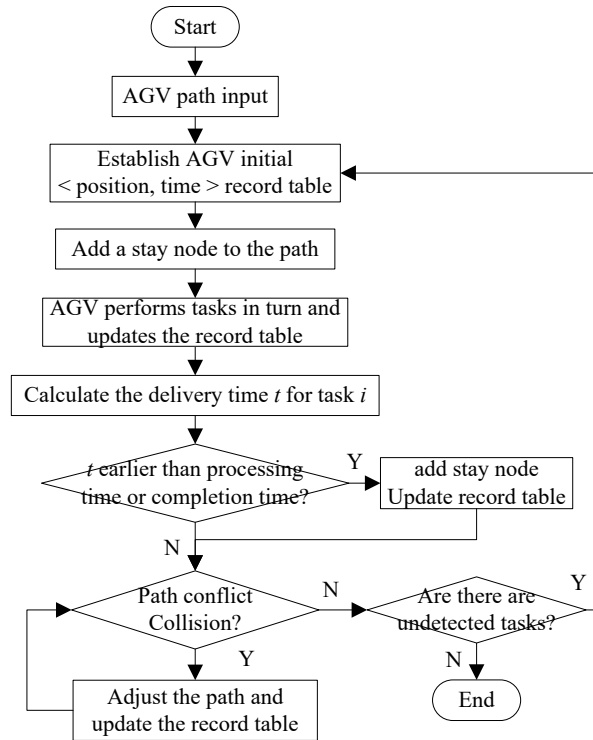 Start
AGV path input
Establish AGV initial
< position, time > record table
Add a stay node to the path
AGV performs tasks in turn and
updates the record table
Calculate the delivery time t for task i
t earlier than processing
time or completion time?
Y
add stay node
Update record table
N
Path conflict
Collision?
N
Are there are
undetected tasks?
Y
Y
N
Adjust the path and
update the record table
End